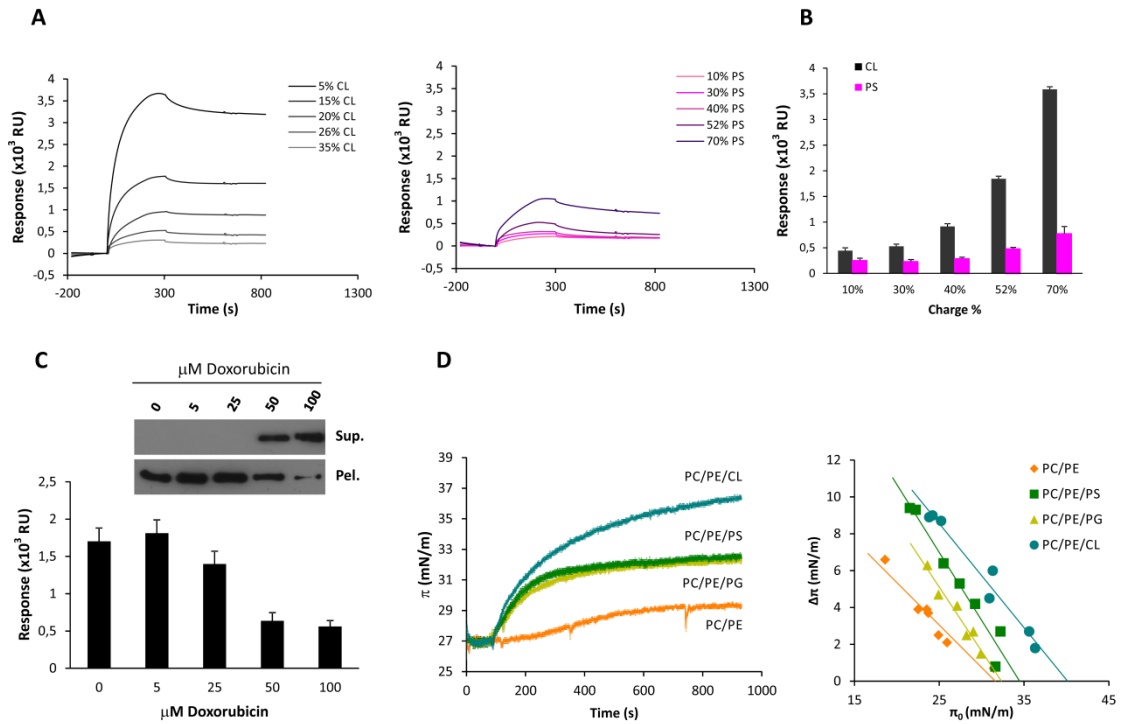 A
Response (x10³ RU)
4
3,5
3
2,5
2
1,5
1
0,5
0
-0,5
-200
300
800
1300
Time (s)
5% CL
15% CL
20% CL
26% CL
35% CL
Response (x10³ RU)
4
3,5
3
2,5
2
1,5
1
0,5
0
-0,5
-200
300
800
1300
Time (s)
10% PS
30% PS
40% PS
52% PS
70% PS
B
Response (x10³ RU)
4
3,5
3
2,5
2
1,5
1
0,5
0
CL
PS
10%
30%
40%
52%
70%
Charge %
C
μM Doxorubicin
0
5
25
50
100
Sup.
Pel.
Response (x10³ RU)
2,5
2
1,5
1
0,5
0
0
5
25
50
100
μM Doxorubicin
D
π (mN/m)
39
37
35
33
31
29
27
25
0
200
400
600
800
1000
Time (s)
PC/PE/CL
PC/PE/PS
PC/PE/PG
PC/PE
Δπ (mN/m)
12
10
8
6
4
2
0
15
25
35
45
π₀ (mN/m)
PC/PE
PC/PE/PS
PC/PE/PG
PC/PE/CL